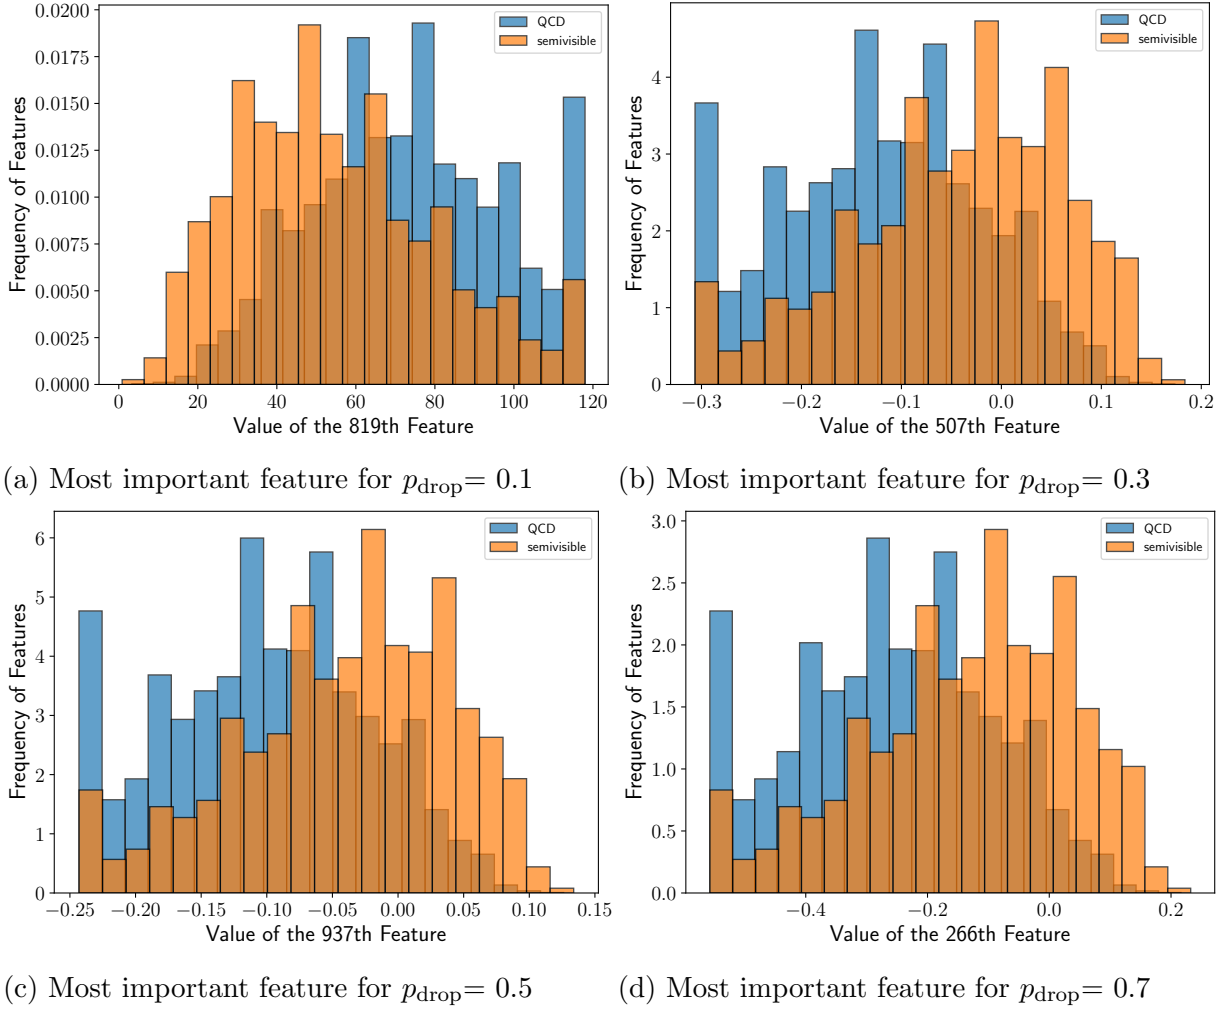 0.0200
0.0175
0.0150
0.0125
0.0100
0.0075
0.0050
0.0025
0.0000
Frequency of Features
QCD
semivisible
0 20 40 60 80 100 120
Value of the 819th Feature
(a) Most important feature for p_drop= 0.1
4
3
2
1
0
Frequency of Features
QCD
semivisible
−0.3 −0.2 −0.1 0.0 0.1 0.2
Value of the 507th Feature
(b) Most important feature for p_drop= 0.3
6
5
4
3
2
1
0
Frequency of Features
QCD
semivisible
−0.25 −0.20 −0.15 −0.10 −0.05 0.00 0.05 0.10 0.15
Value of the 937th Feature
(c) Most important feature for p_drop= 0.5
3.0
2.5
2.0
1.5
1.0
0.5
0.0
Frequency of Features
QCD
semivisible
−0.4 −0.2 0.0 0.2
Value of the 266th Feature
(d) Most important feature for p_drop= 0.7